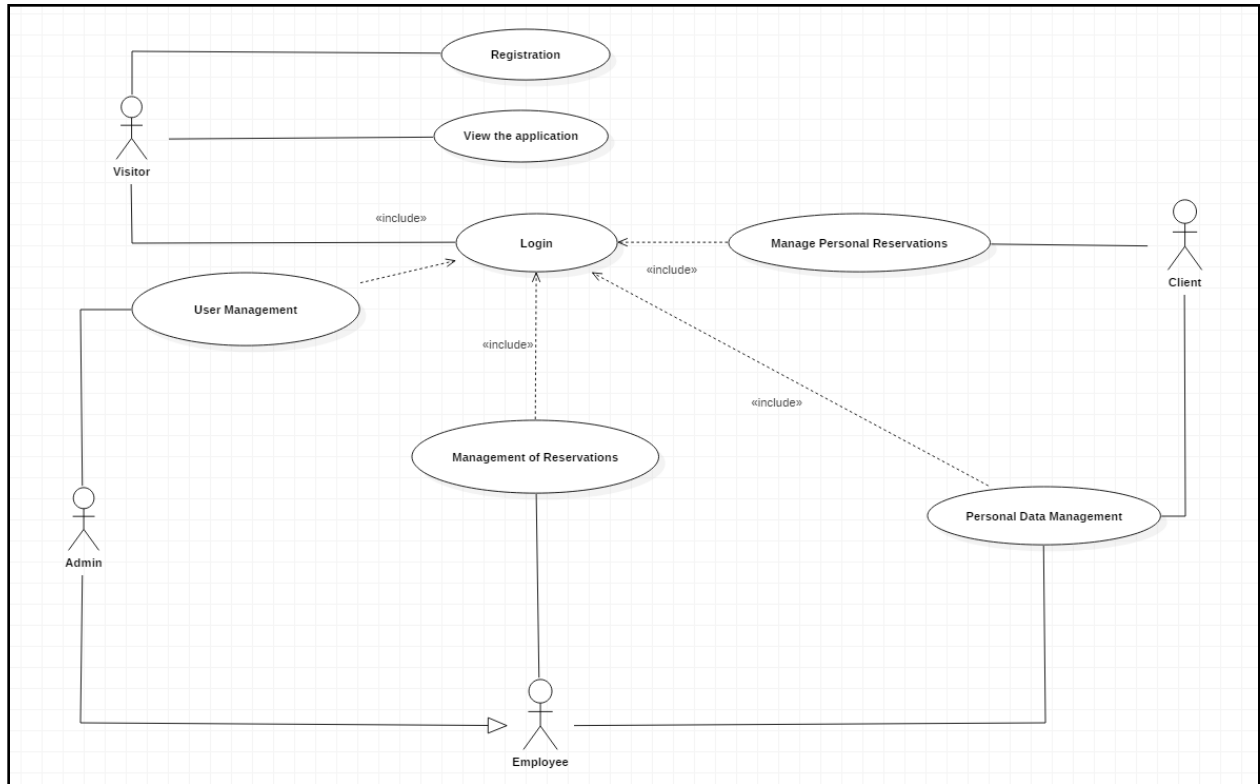 Registration
View the application
Visitor
«include»
Login
Manage Personal Reservations
«include»
Client
User Management
«include»
«include»
Management of Reservations
Personal Data Management
Admin
Employee